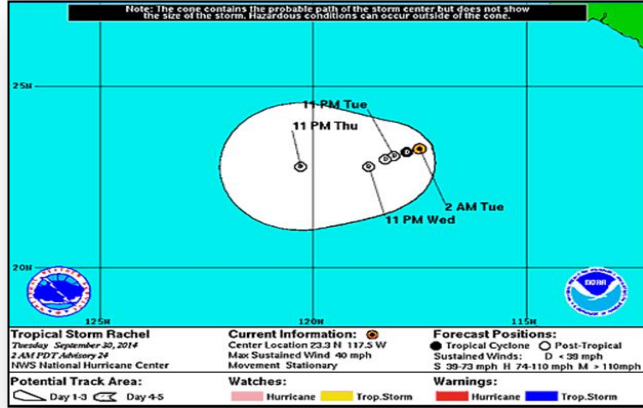 Note: The cone contains the probable path of the storm center but does not show
the size of the storm. Hazardous conditions can occur outside of the cone.
25N
11 PM Tue
11 PM Thu
2 AM Tue
11 PM Wed
20N
125W
120W
115W
NOAA
Tropical Storm Rachel
Tuesday September 30, 2014
2 AM PDT Advisory 24
NWS National Hurricane Center
Current Information:
Center Location 23.3 N 117.5 W
Max Sustained Wind 40 mph
Movement Stationary
Forecast Positions:
Tropical Cyclone Post-Tropical
Sustained Winds: D < 39 mph
S 39-73 mph H 74-110 mph M > 110mph
Potential Track Area:
Day 1-3 Day 4-5
Watches:
Hurricane Trop.Storm
Warnings:
Hurricane Trop.Storm